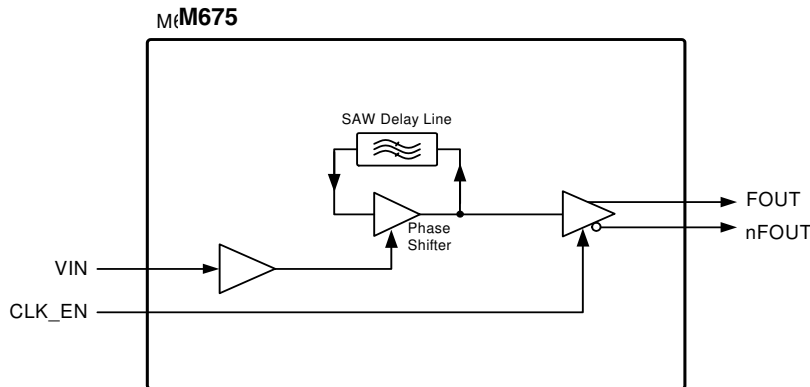 M675
SAW Delay Line
Phase
Shifter
FOUT
nFOUT
VIN
CLK_EN